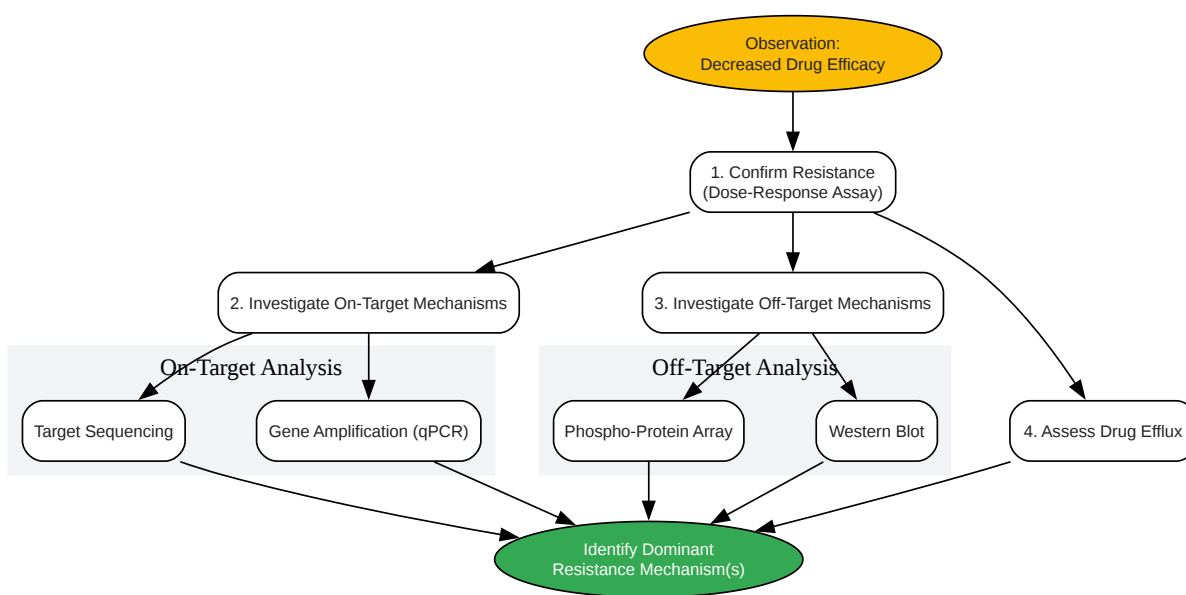 Observation:
Decreased Drug Efficacy
1. Confirm Resistance
(Dose-Response Assay)
2. Investigate On-Target Mechanisms
3. Investigate Off-Target Mechanisms
On-Target Analysis
Off-Target Analysis
Target Sequencing
Gene Amplification (qPCR)
Phospho-Protein Array
Western Blot
4. Assess Drug Efflux
Identify Dominant
Resistance Mechanism(s)